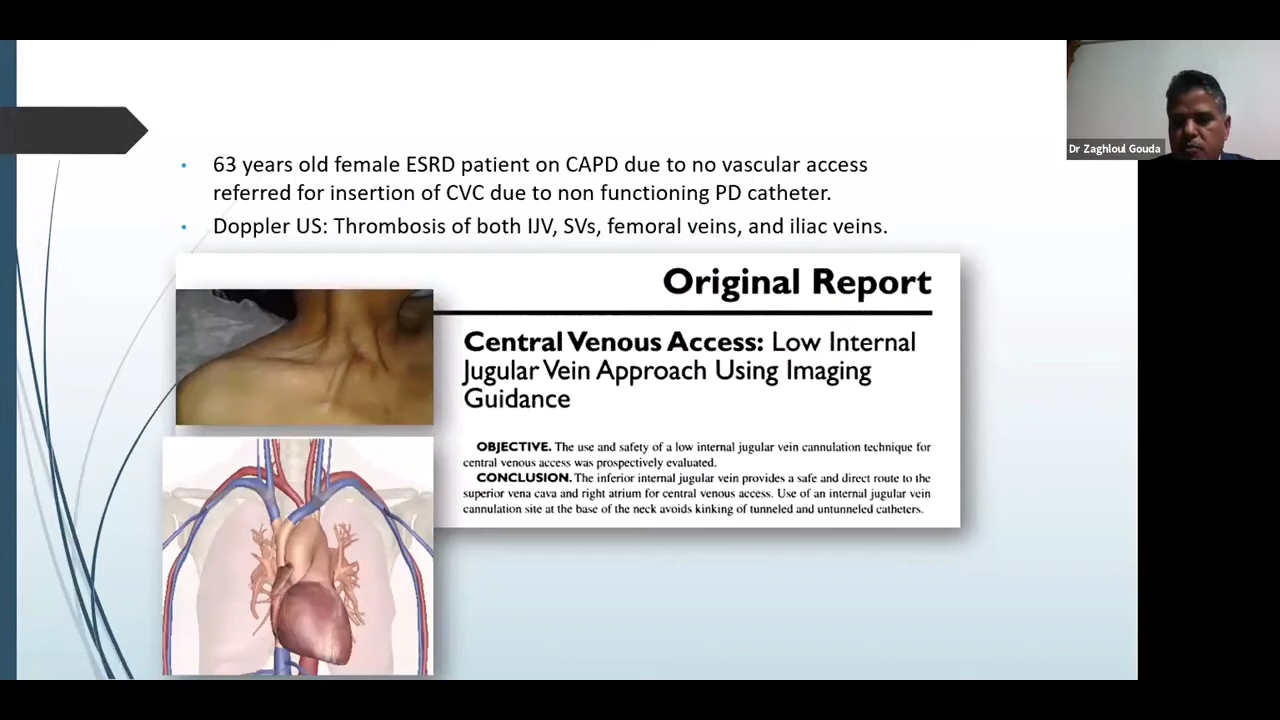 63 years old female ESRD patient on CAPD due to no vascular access
referred for insertion of CVC due to non functioning PD catheter.
Doppler US: Thrombosis of both IJV, SVs, femoral veins, and iliac veins.
Original Report
Central Venous Access: Low Internal
Jugular Vein Approach Using Imaging
Guidance
OBJECTIVE. The use and safety of a low internal jugular vein cannulation technique for
central venous access was prospectively evaluated.
CONCLUSION. The inferior internal jugular vein provides a safe and direct route to the
superior vena cava and right atrium for central venous access. Use of an internal jugular vein
cannulation site at the base of the neck avoids kinking of tunneled and untunneled catheters.
Dr Zaghloul Gouda